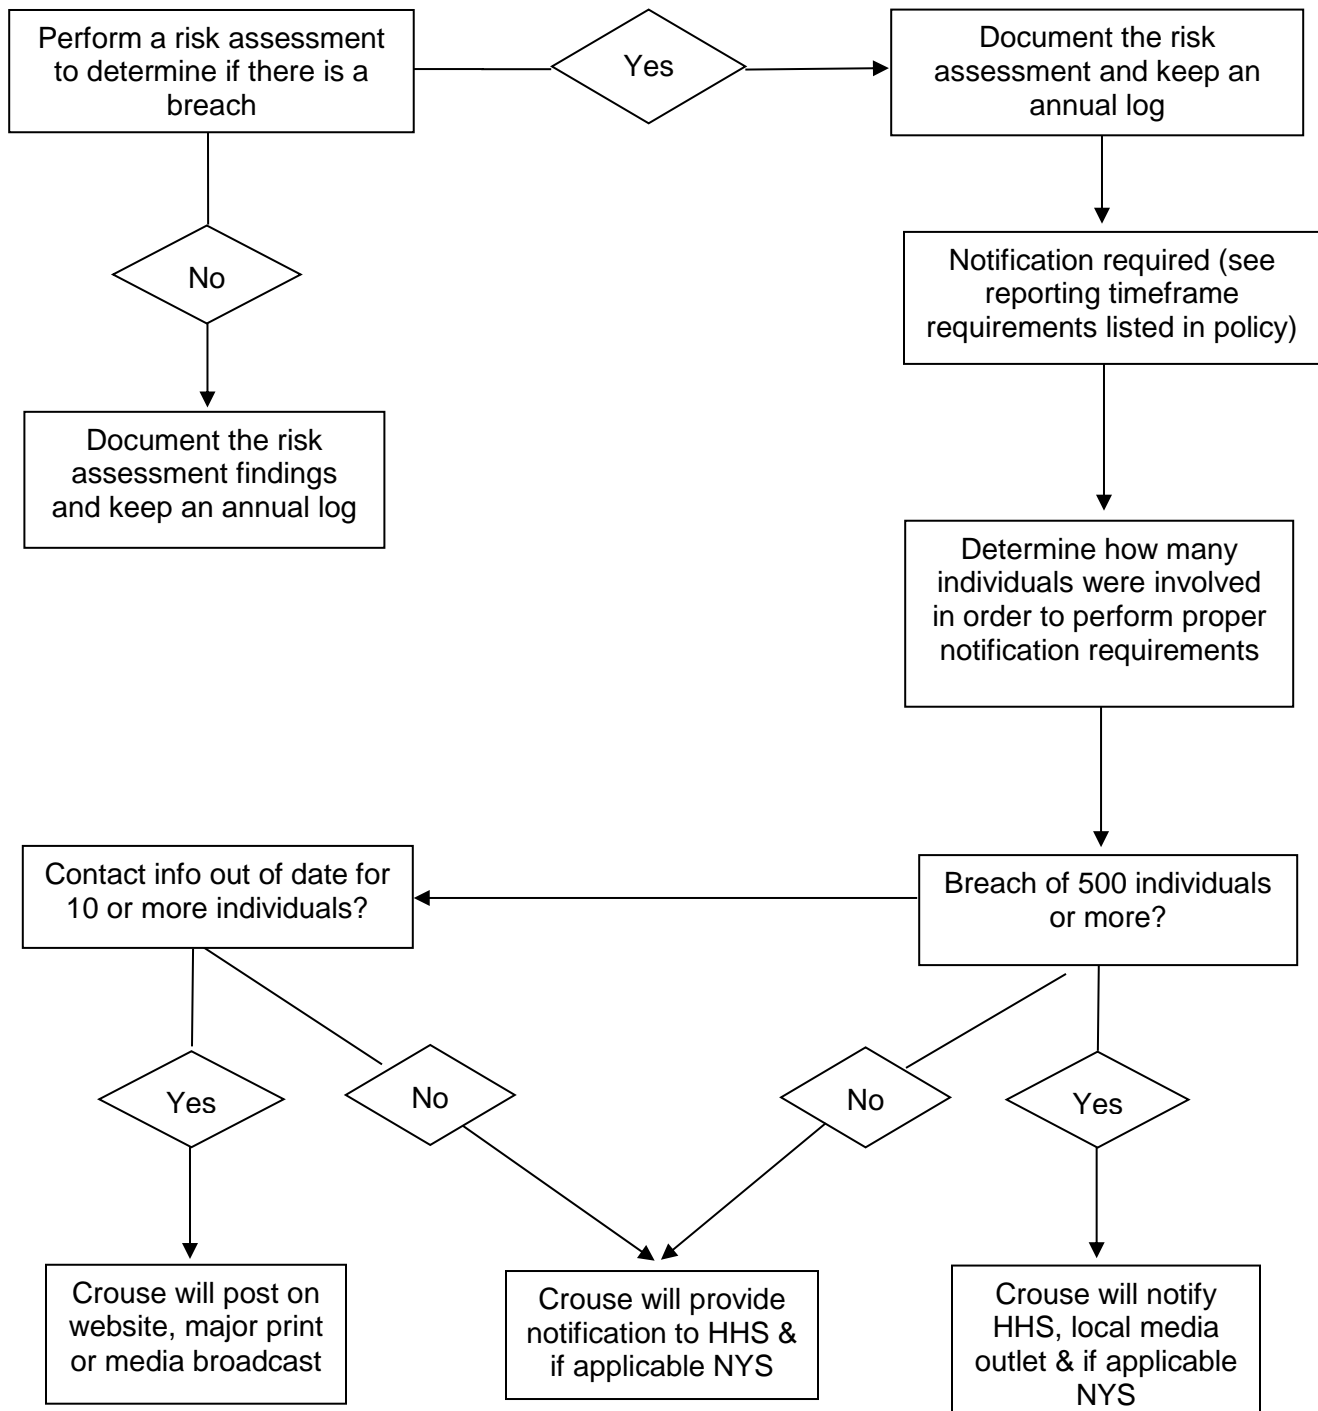 Perform a risk assessment
to determine if there is a
breach
Yes
Document the risk
assessment and keep an
annual log
No
Notification required (see
reporting timeframe
requirements listed in policy)
Document the risk
assessment findings
and keep an annual log
Determine how many
individuals were involved
in order to perform proper
notification requirements
Contact info out of date for
10 or more individuals?
Breach of 500 individuals
or more?
Yes
No
No
Yes
Crouse will post on
website, major print
or media broadcast
Crouse will provide
notification to HHS &
if applicable NYS
Crouse will notify
HHS, local media
outlet & if applicable
NYS